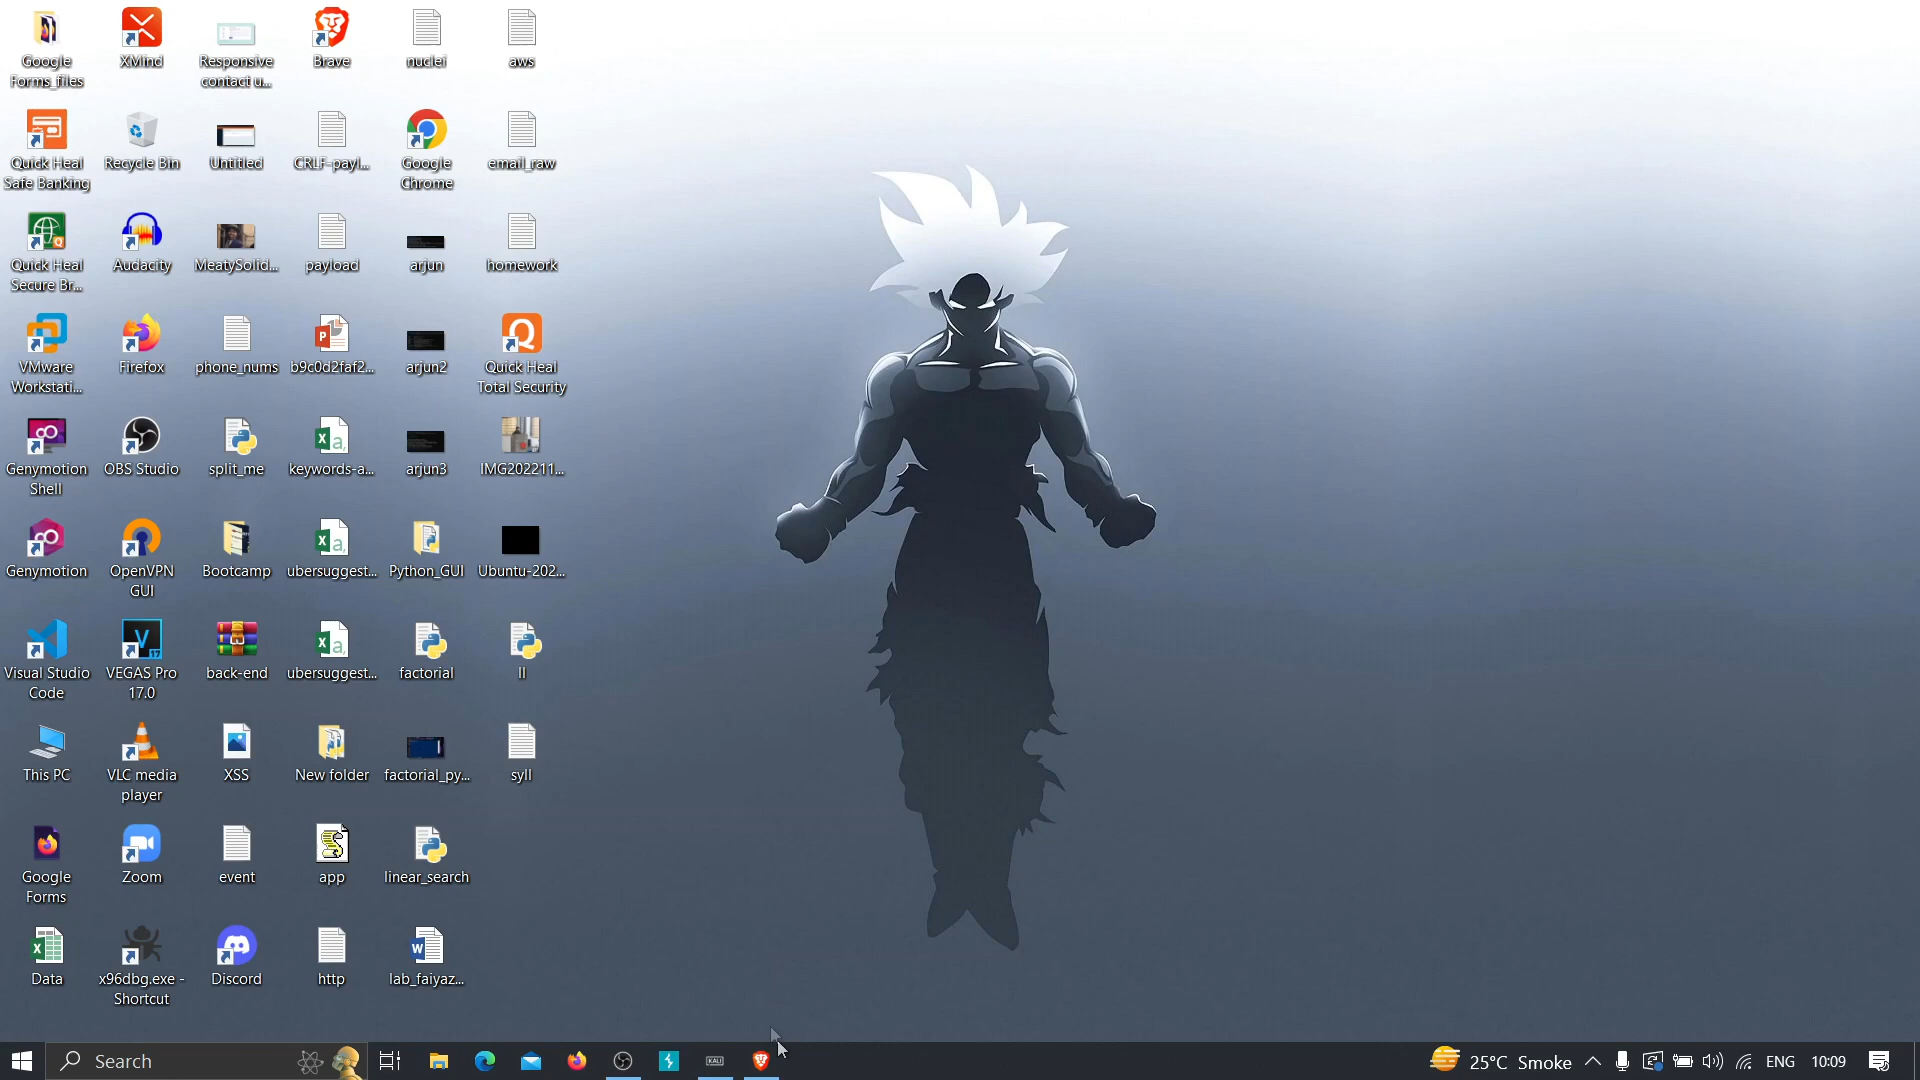 Google
Forms_files
XMind
Responsive
contact u...
Brave
nuclei
aws
Quick Heal
Safe Banking
Recycle Bin
Untitled
CRLF-payl...
Google
Chrome
email_raw
Quick Heal
Secure Br...
Audacity
MeatySolid...
payload
arjun
homework
VMware
Workstati...
Firefox
phone_nums
b9c0d2faf2...
arjun2
Quick Heal
Total Security
Genymotion
Shell
OBS Studio
split_me
keywords-a...
arjun3
IMG202211...
Genymotion
OpenVPN
GUI
Bootcamp
ubersuggest...
Python_GUI
Ubuntu-202...
Visual Studio
Code
VEGAS Pro
17.0
back-end
ubersuggest...
factorial
This PC
VLC media
player
XSS
New folder
factorial_py...
syll
Google
Forms
Zoom
event
app
linear_search
Data
x96dbg.exe -
Shortcut
Discord
http
lab_faiyaz...
Search
KALI
25°C Smoke
ENG
10:09